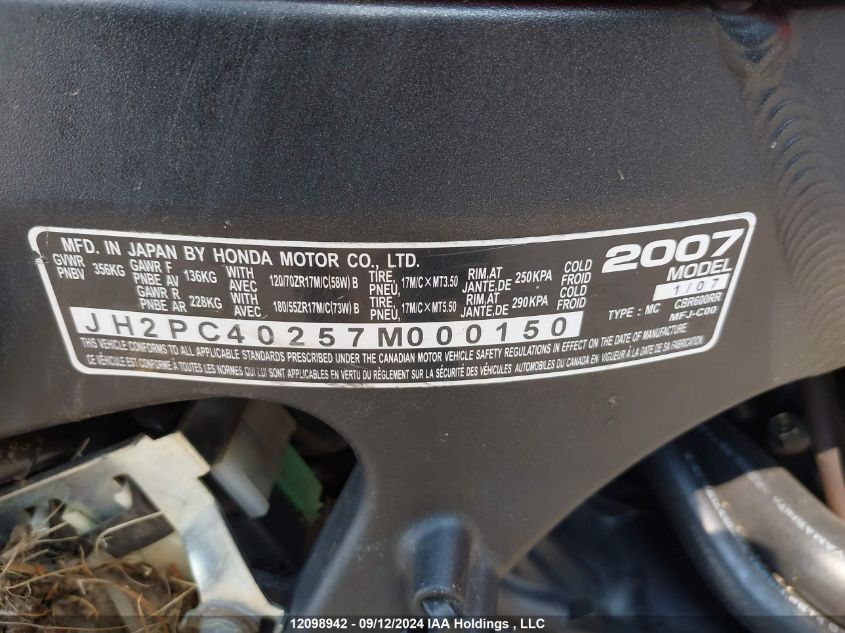 MFD. IN JAPAN BY HONDA MOTOR CO., LTD.
2007
MODEL
GVWR PNBV 356KG GAWR F PNBE AV 136KG WITH AVEC 120/70ZR17M/C(58W) B TIRE, PNEU, 17M/C×MT3.50 RIM,AT JANTE,DE 250KPA COLD FROID
1/07
GAWR R PNBE AR 228KG WITH AVEC 180/55ZR17M/C(73W) B TIRE, PNEU, 17M/C×MT5.50 RIM,AT JANTE,DE 290KPA COLD FROID
TYPE : MC CBR600RR
MFJ-C00
JH2PC40257M000150
THIS VEHICLE CONFORMS TO ALL APPLICABLE STANDARDS PRESCRIBED UNDER THE CANADIAN MOTOR VEHICLE SAFETY REGULATIONS IN EFFECT ON THE DATE OF MANUFACTURE.
CE VÉHICULE EST CONFORME À TOUTES LES NORMES QUI LUI SONT APPLICABLES EN VERTU DU RÈGLEMENT SUR LA SÉCURITÉ DES VÉHICULES AUTOMOBILES DU CANADA EN VIGUEUR À LA DATE DE SA FABRICATION.
12098942 - 09/12/2024 IAA Holdings , LLC